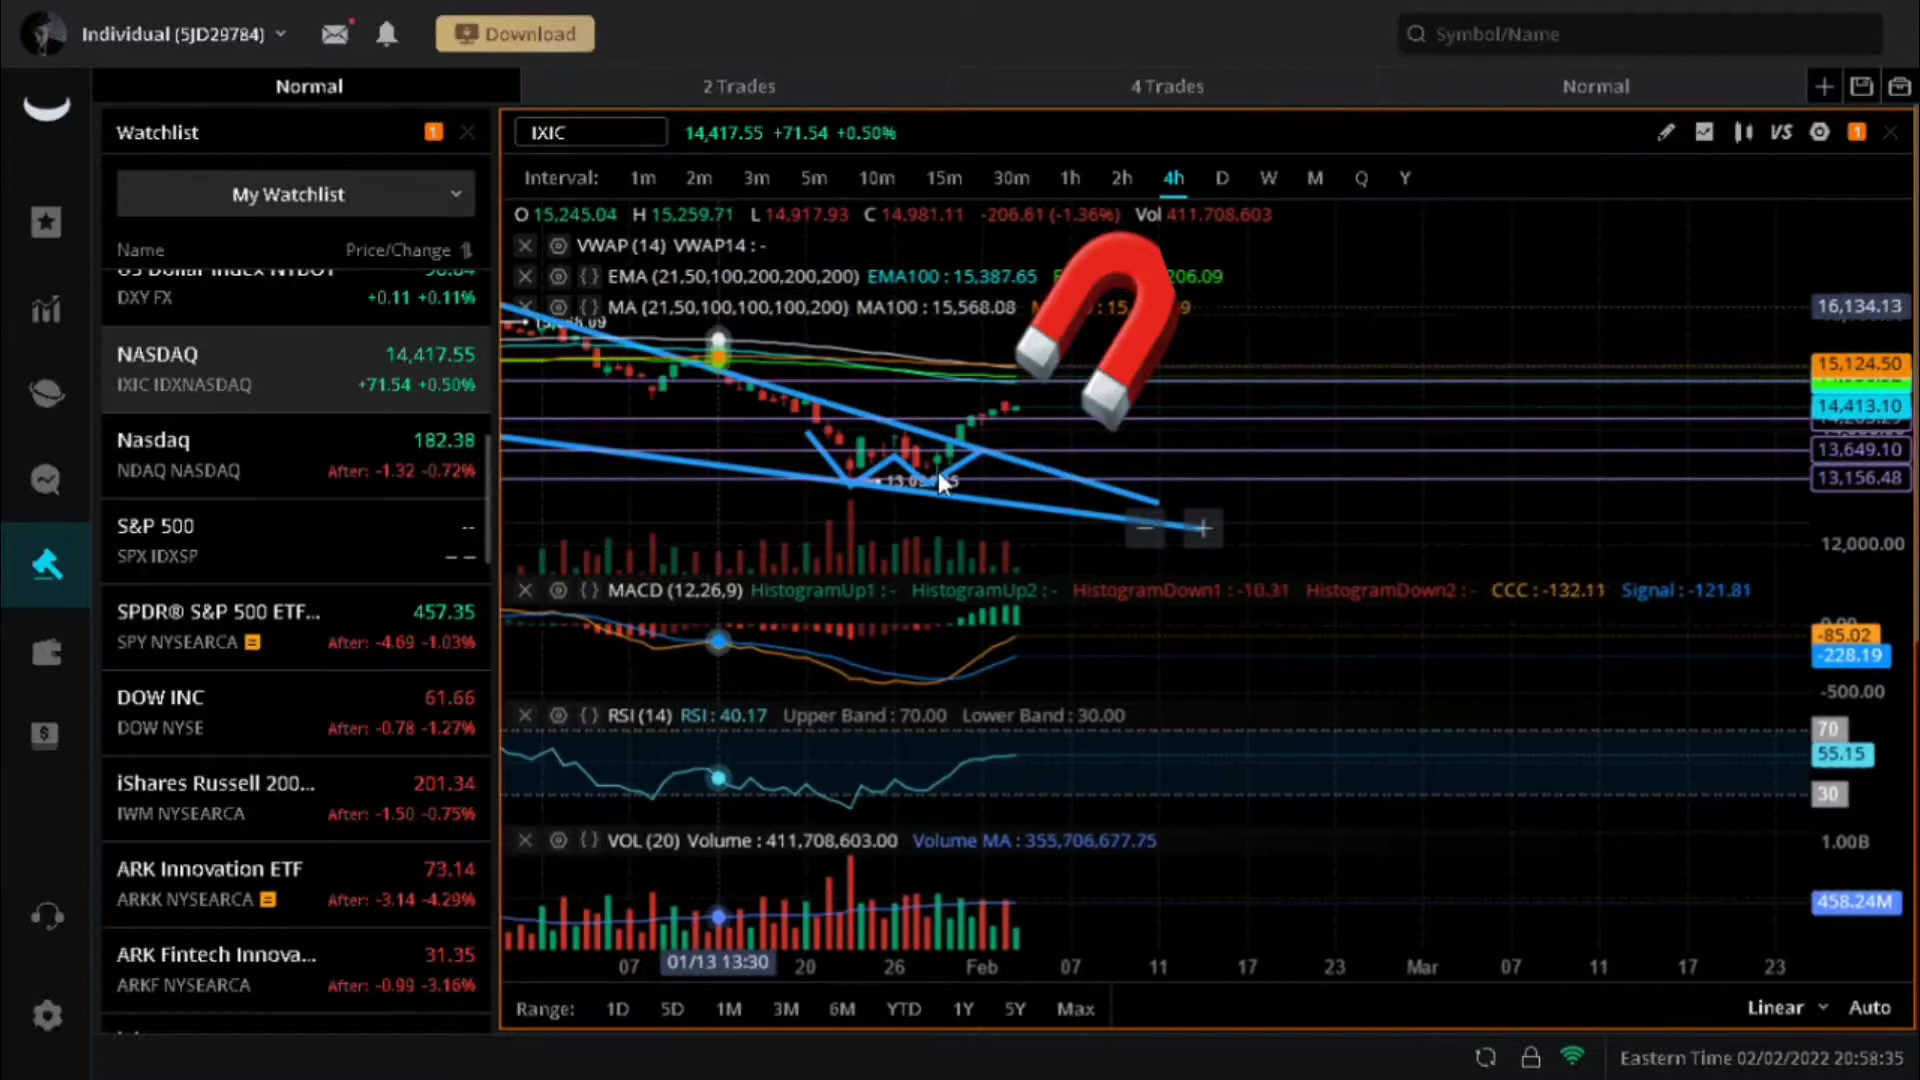 Individual (5JD29784)
Download
Symbol/Name
Normal
2 Trades
4 Trades
Normal
Watchlist
1
My Watchlist
Name
Price/Change
DXY FX
+0.11 +0.11%
NASDAQ
14,417.55
IXIC IDXNASDAQ
+71.54 +0.50%
Nasdaq
182.38
NDAQ NASDAQ
After: -1.32 -0.72%
S&P 500
--
SPX IDXSP
– –
SPDR® S&P 500 ETF...
457.35
SPY NYSEARCA
After: -4.69 -1.03%
DOW INC
61.66
DOW NYSE
After: -0.78 -1.27%
iShares Russell 200...
201.34
IWM NYSEARCA
After: -1.50 -0.75%
ARK Innovation ETF
73.14
ARKK NYSEARCA
After: -3.14 -4.29%
ARK Fintech Innova...
31.35
ARKF NYSEARCA
After: -0.99 -3.16%
IXIC
14,417.55 +71.54 +0.50%
VS
1
Interval: 1m 2m 3m 5m 10m 15m 30m 1h 2h 4h D W M Q Y
O 15,245.04 H 15,259.71 L 14,917.93 C 14,981.11 -206.61 (-1.36%) Vol 411,708,603
VWAP (14) VWAP14 : -
EMA (21,50,100,200,200,200) EMA100 : 15,387.65
MA (21,50,100,100,100,200) MA100 : 15,568.08
16,134.13
15,124.50
14,413.10
13,649.10
13,156.48
12,000.00
MACD (12,26,9) HistogramUp1 : - HistogramUp2 : - HistogramDown1 : -10.31 HistogramDown2 : - CCC : -132.11 Signal : -121.81
-85.02
-228.19
-500.00
RSI (14) RSI : 40.17 Upper Band : 70.00 Lower Band : 30.00
70
55.15
30
VOL (20) Volume : 411,708,603.00 Volume MA : 355,706,677.75
1.00B
458.24M
07 01/13 13:30 20 26 Feb 07 11 17 23 Mar 07 11 17 23
Range: 1D 5D 1M 3M 6M YTD 1Y 5Y Max
Linear
Auto
Eastern Time 02/02/2022 20:58:35